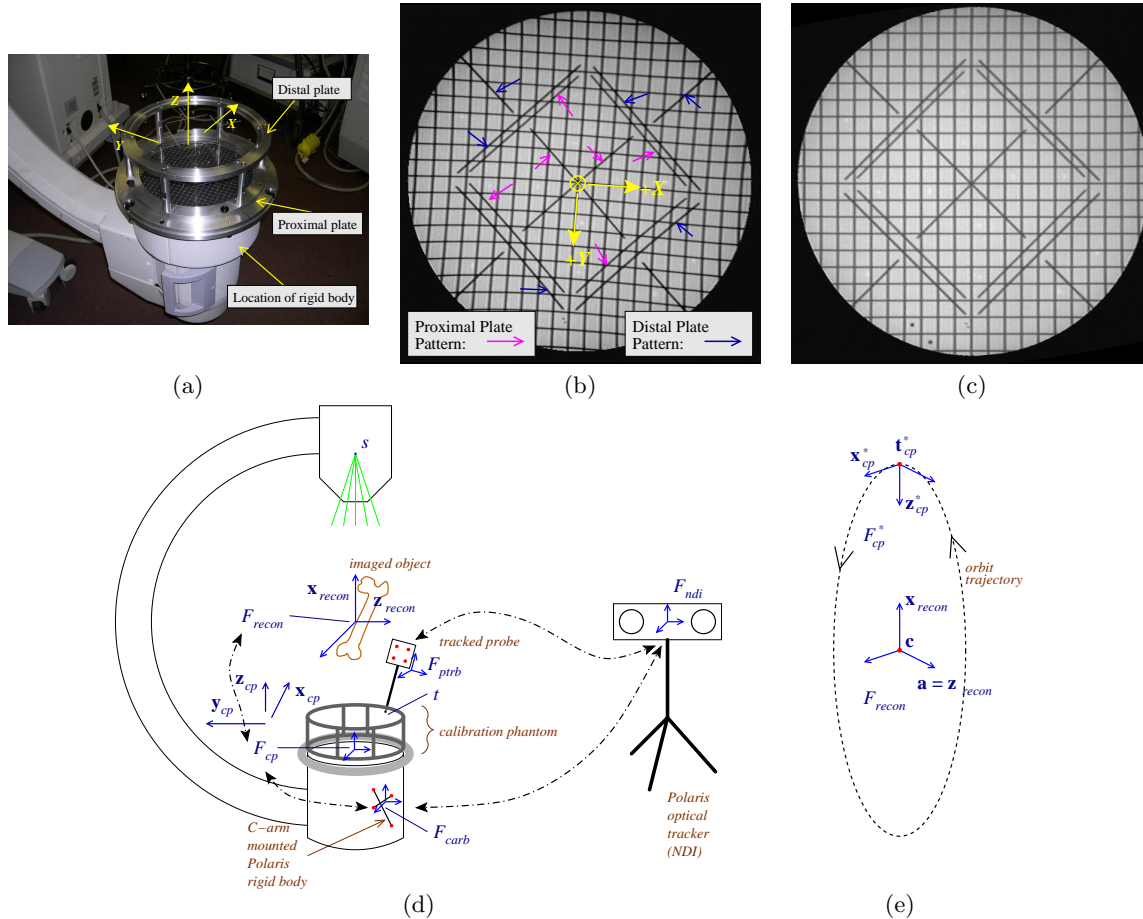 Z
Distal plate
X
Y
Proximal plate
Location of rigid body
(a)
+X
+Y
Proximal Plate
Pattern:
Distal Plate
Pattern:
(b)
(c)
s
imaged object
x recon
z recon
F recon
tracked probe
F ptrb
z cp
x cp
y cp
t
calibration phantom
F cp
F carb
C−arm
mounted
Polaris
rigid body
F ndi
Polaris
optical
tracker
(NDI)
(d)
t*cp
x*cp
z*cp
F*cp
orbit
trajectory
x recon
c
a = z recon
F recon
(e)